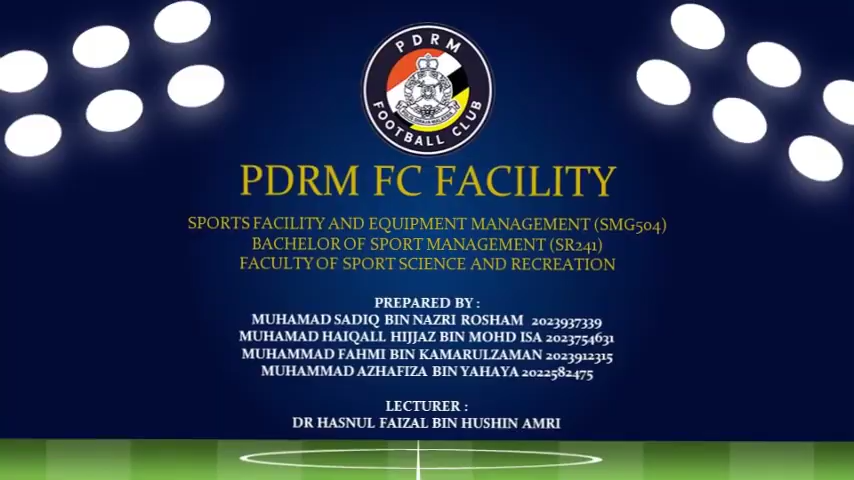 PDRM
FOOTBALL CLUB
PDRM FC FACILITY
SPORTS FACILITY AND EQUIPMENT MANAGEMENT (SMG504)
BACHELOR OF SPORT MANAGEMENT (SR241)
FACULTY OF SPORT SCIENCE AND RECREATION
PREPARED BY :
MUHAMAD SADIQ BIN NAZRI ROSHAM 2023937339
MUHAMAD HAIQALL HIJJAZ BIN MOHD ISA 2023754631
MUHAMMAD FAHMI BIN KAMARULZAMAN 2023912315
MUHAMMAD AZHAFIZA BIN YAHAYA 2022582475
LECTURER :
DR HASNUL FAIZAL BIN HUSHIN AMRI